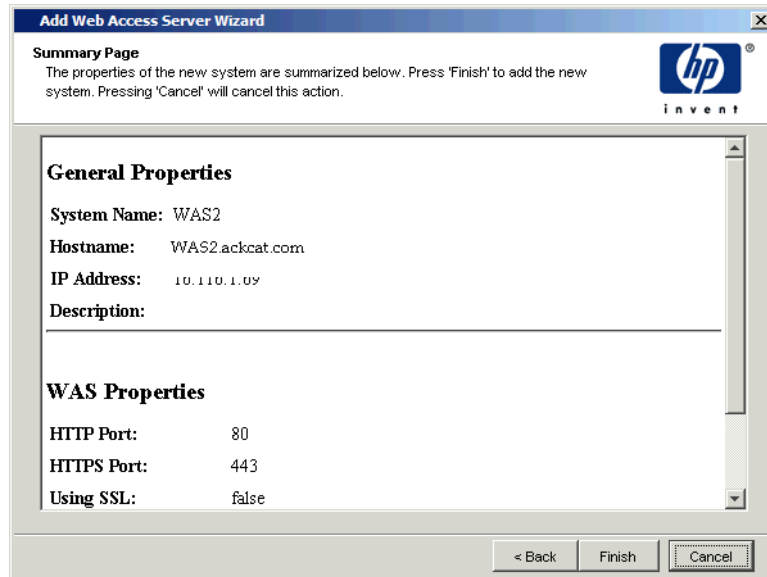 Add Web Access Server Wizard
X
Summary Page
The properties of the new system are summarized below. Press 'Finish' to add the new
system. Pressing 'Cancel' will cancel this action.
hp
®
invent
General Properties
System Name: WAS2
Hostname: WAS2.ackcat.com
IP Address:
Description:
WAS Properties
HTTP Port: 80
HTTPS Port: 443
Using SSL: false
< Back
Finish
Cancel